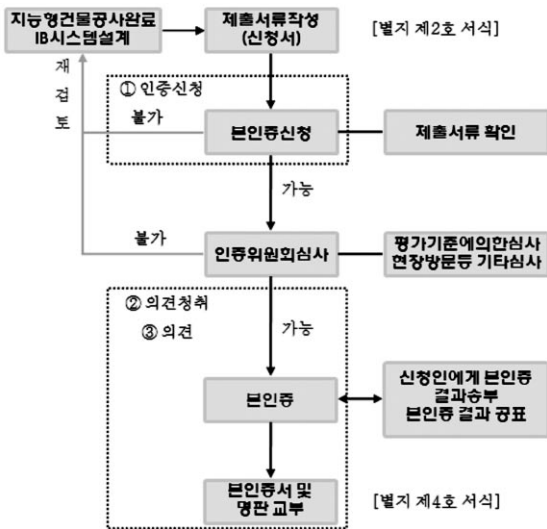 지능형건물공사완료
IB시스템설계
제출서류작성
(신청서)
[별지 제2호 서식]
재
검
토
① 인증신청
불가
본인증신청
제출서류 확인
가능
불가
인증위원회심사
평가기준에의한심사
현장방문등 기타심사
② 의견청취
③ 의견
가능
본인증
신청인에게 본인증
결과송부
본인증 결과 공표
본인증서 및
명판 교부
[별지 제4호 서식]